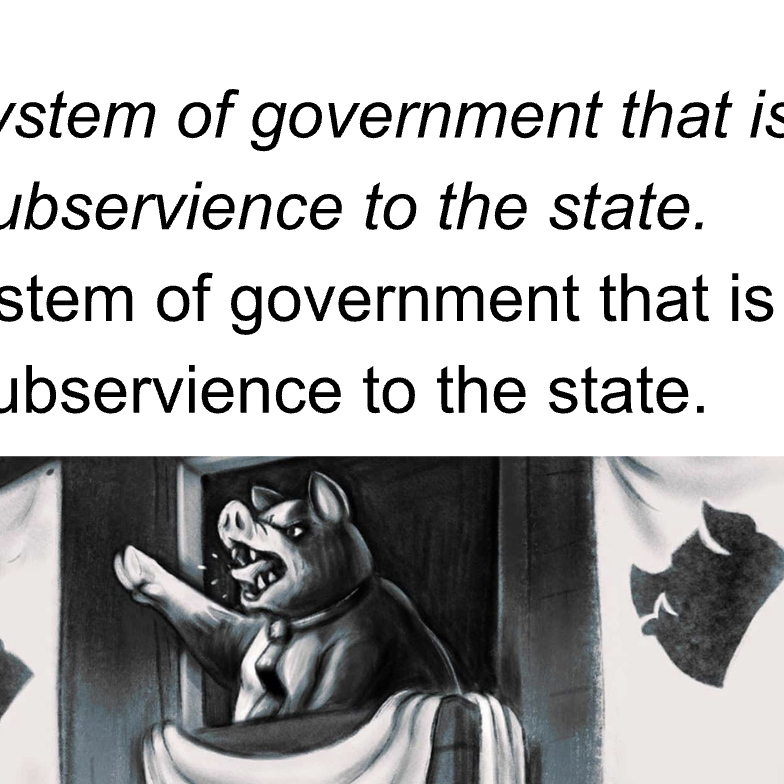 ystem of government that is
ubservience to the state.
stem of government that is
ubservience to the state.